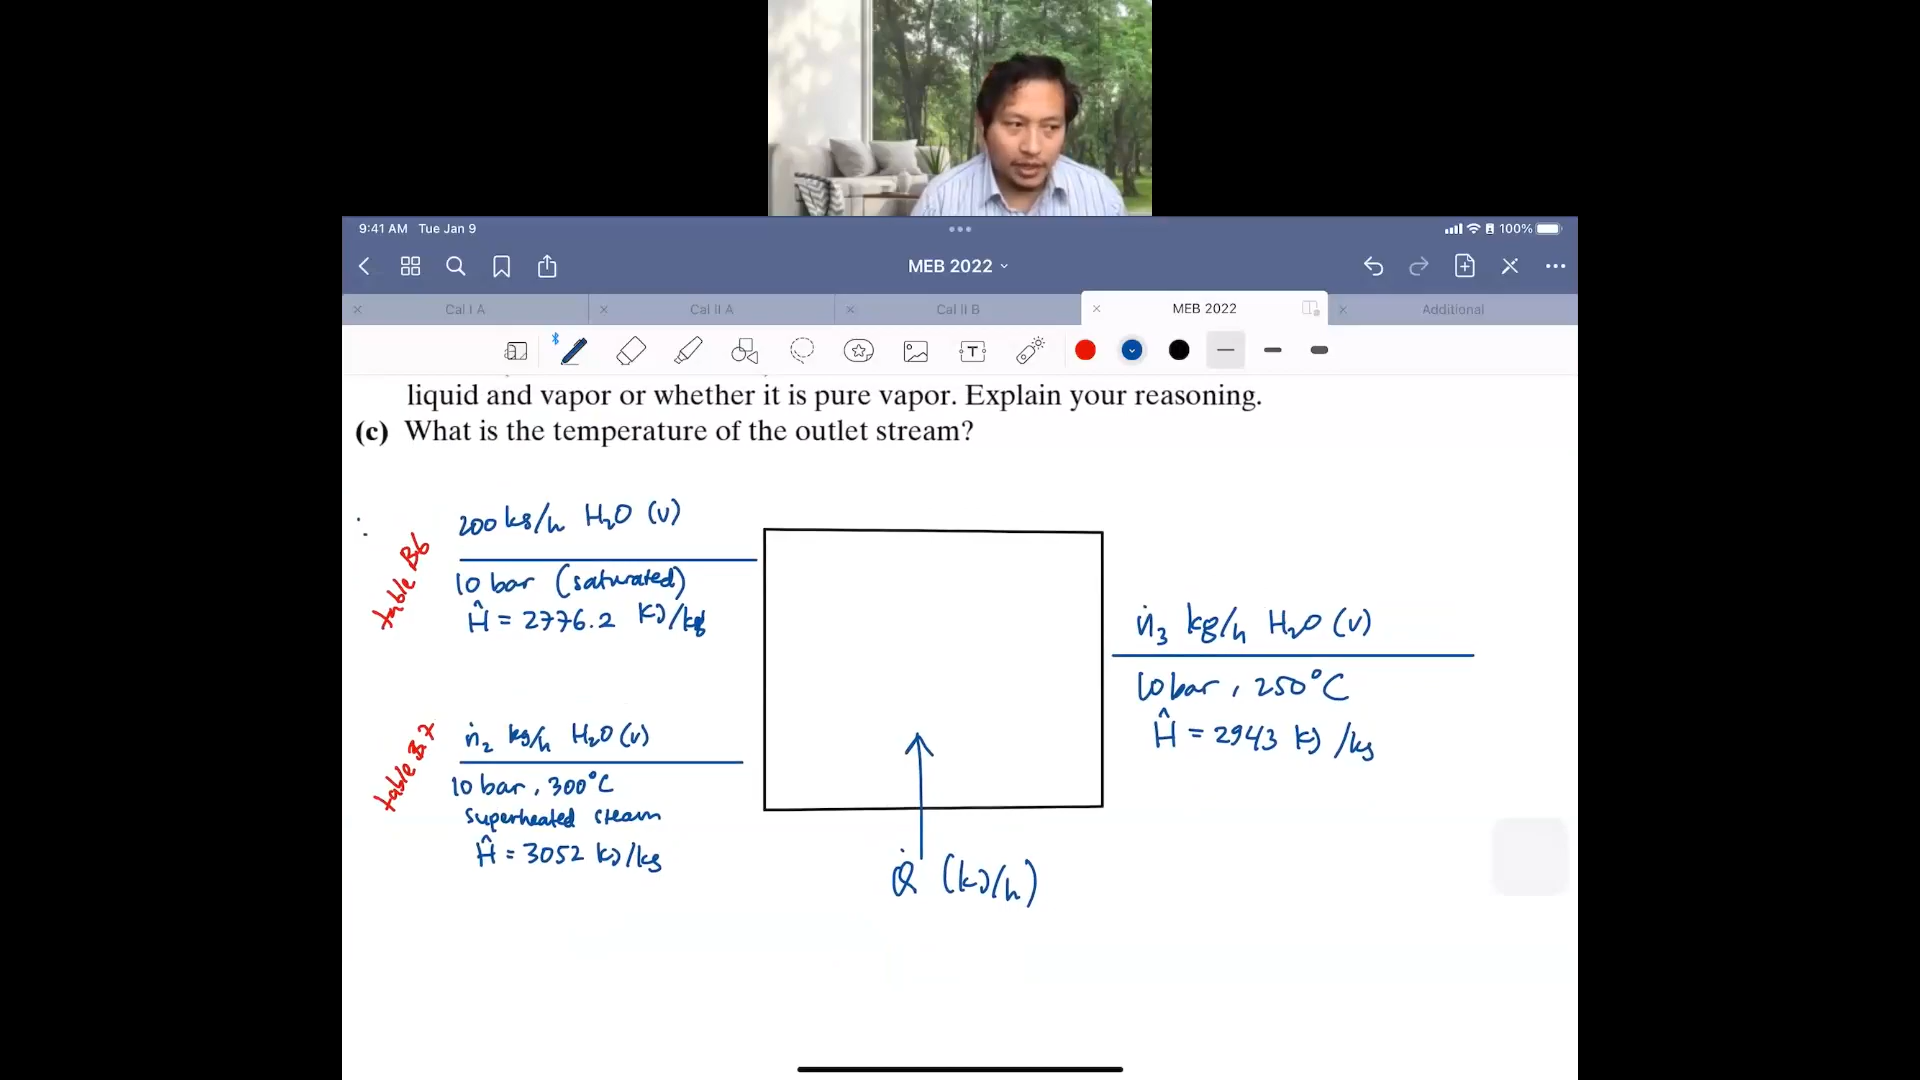 9:41 AM Tue Jan 9
100%
MEB 2022
Cal I A
Cal II A
Cal II B
MEB 2022
Additional
T
liquid and vapor or whether it is pure vapor. Explain your reasoning.
(c) What is the temperature of the outlet stream?
table B6
200 kg/h H₂O (v)
10 bar (saturated)
Ĥ = 2776.2 kJ/kg
table B.7
ṅ₂ kg/h H₂O (v)
10 bar, 300°C
superheated steam
Ĥ = 3052 kJ/kg
Q̇ (kJ/h)
ṅ₃ kg/h H₂O (v)
10 bar, 250°C
Ĥ = 2943 kJ/kg